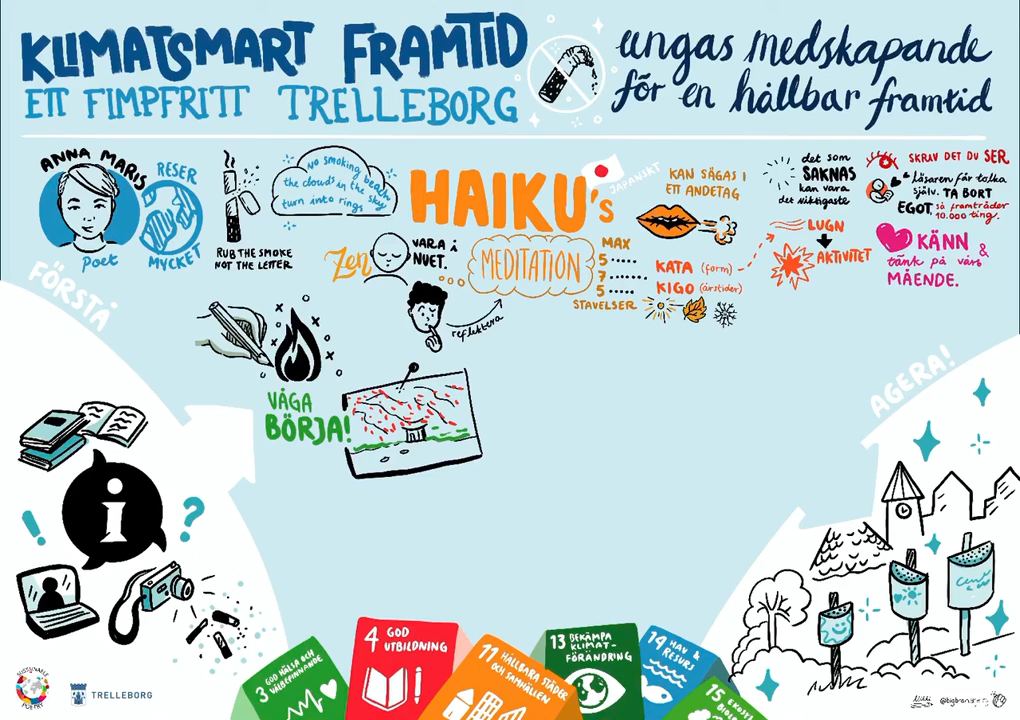 KLIMATSMART FRAMTID
ETT FIMPFRITT TRELLEBORG
ungas medskapande
för en hållbar framtid
ANNA MARIS
Poet
RESER
MYCKET
RUB THE SMOKE
NOT THE LETTER.
No smoking beach
the clouds in the sky
turn into rings
HAIKU's
JAPANSKT
KAN SÄGAS I
ETT ANDETAG
det som
SAKNAS
kan vara
det viktigaste
SKRIV DET DU SER.
läsaren får tolka
själv. TA BORT
EGOT så framträder
10.000 ting.
Zen
VARA i
NUET.
MEDITATION
reflektera
MAX
5
7
5
STAVELSER
KATA (form)
KIGO (årstider)
LUGN
AKTIVITET
KÄNN &
tänk på vårt
MÅENDE.
FÖRSTÅ
VÅGA
BÖRJA!
AGERA!
i
!
?
3 GOD HÄLSA OCH
VÄLBEFINNANDE
4 GOD
UTBILDNING
11 HÅLLBARA STÄDER
OCH SAMHÄLLEN
13 BEKÄMPA
KLIMAT-
FÖRÄNDRING
14 HAV &
RESURS
15
SUSTAINABLE
POETRY
TRELLEBORG